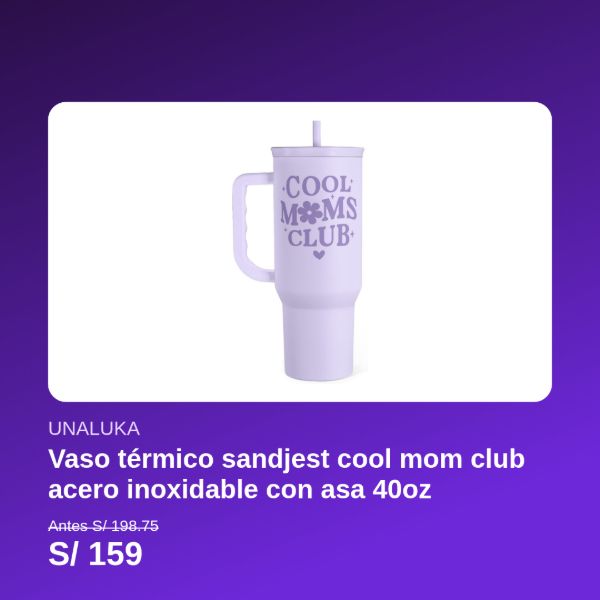 COOL
MOMS
CLUB
UNALUKA
Vaso térmico sandjest cool mom club
acero inoxidable con asa 40oz
Antes S/ 198.75
S/ 159